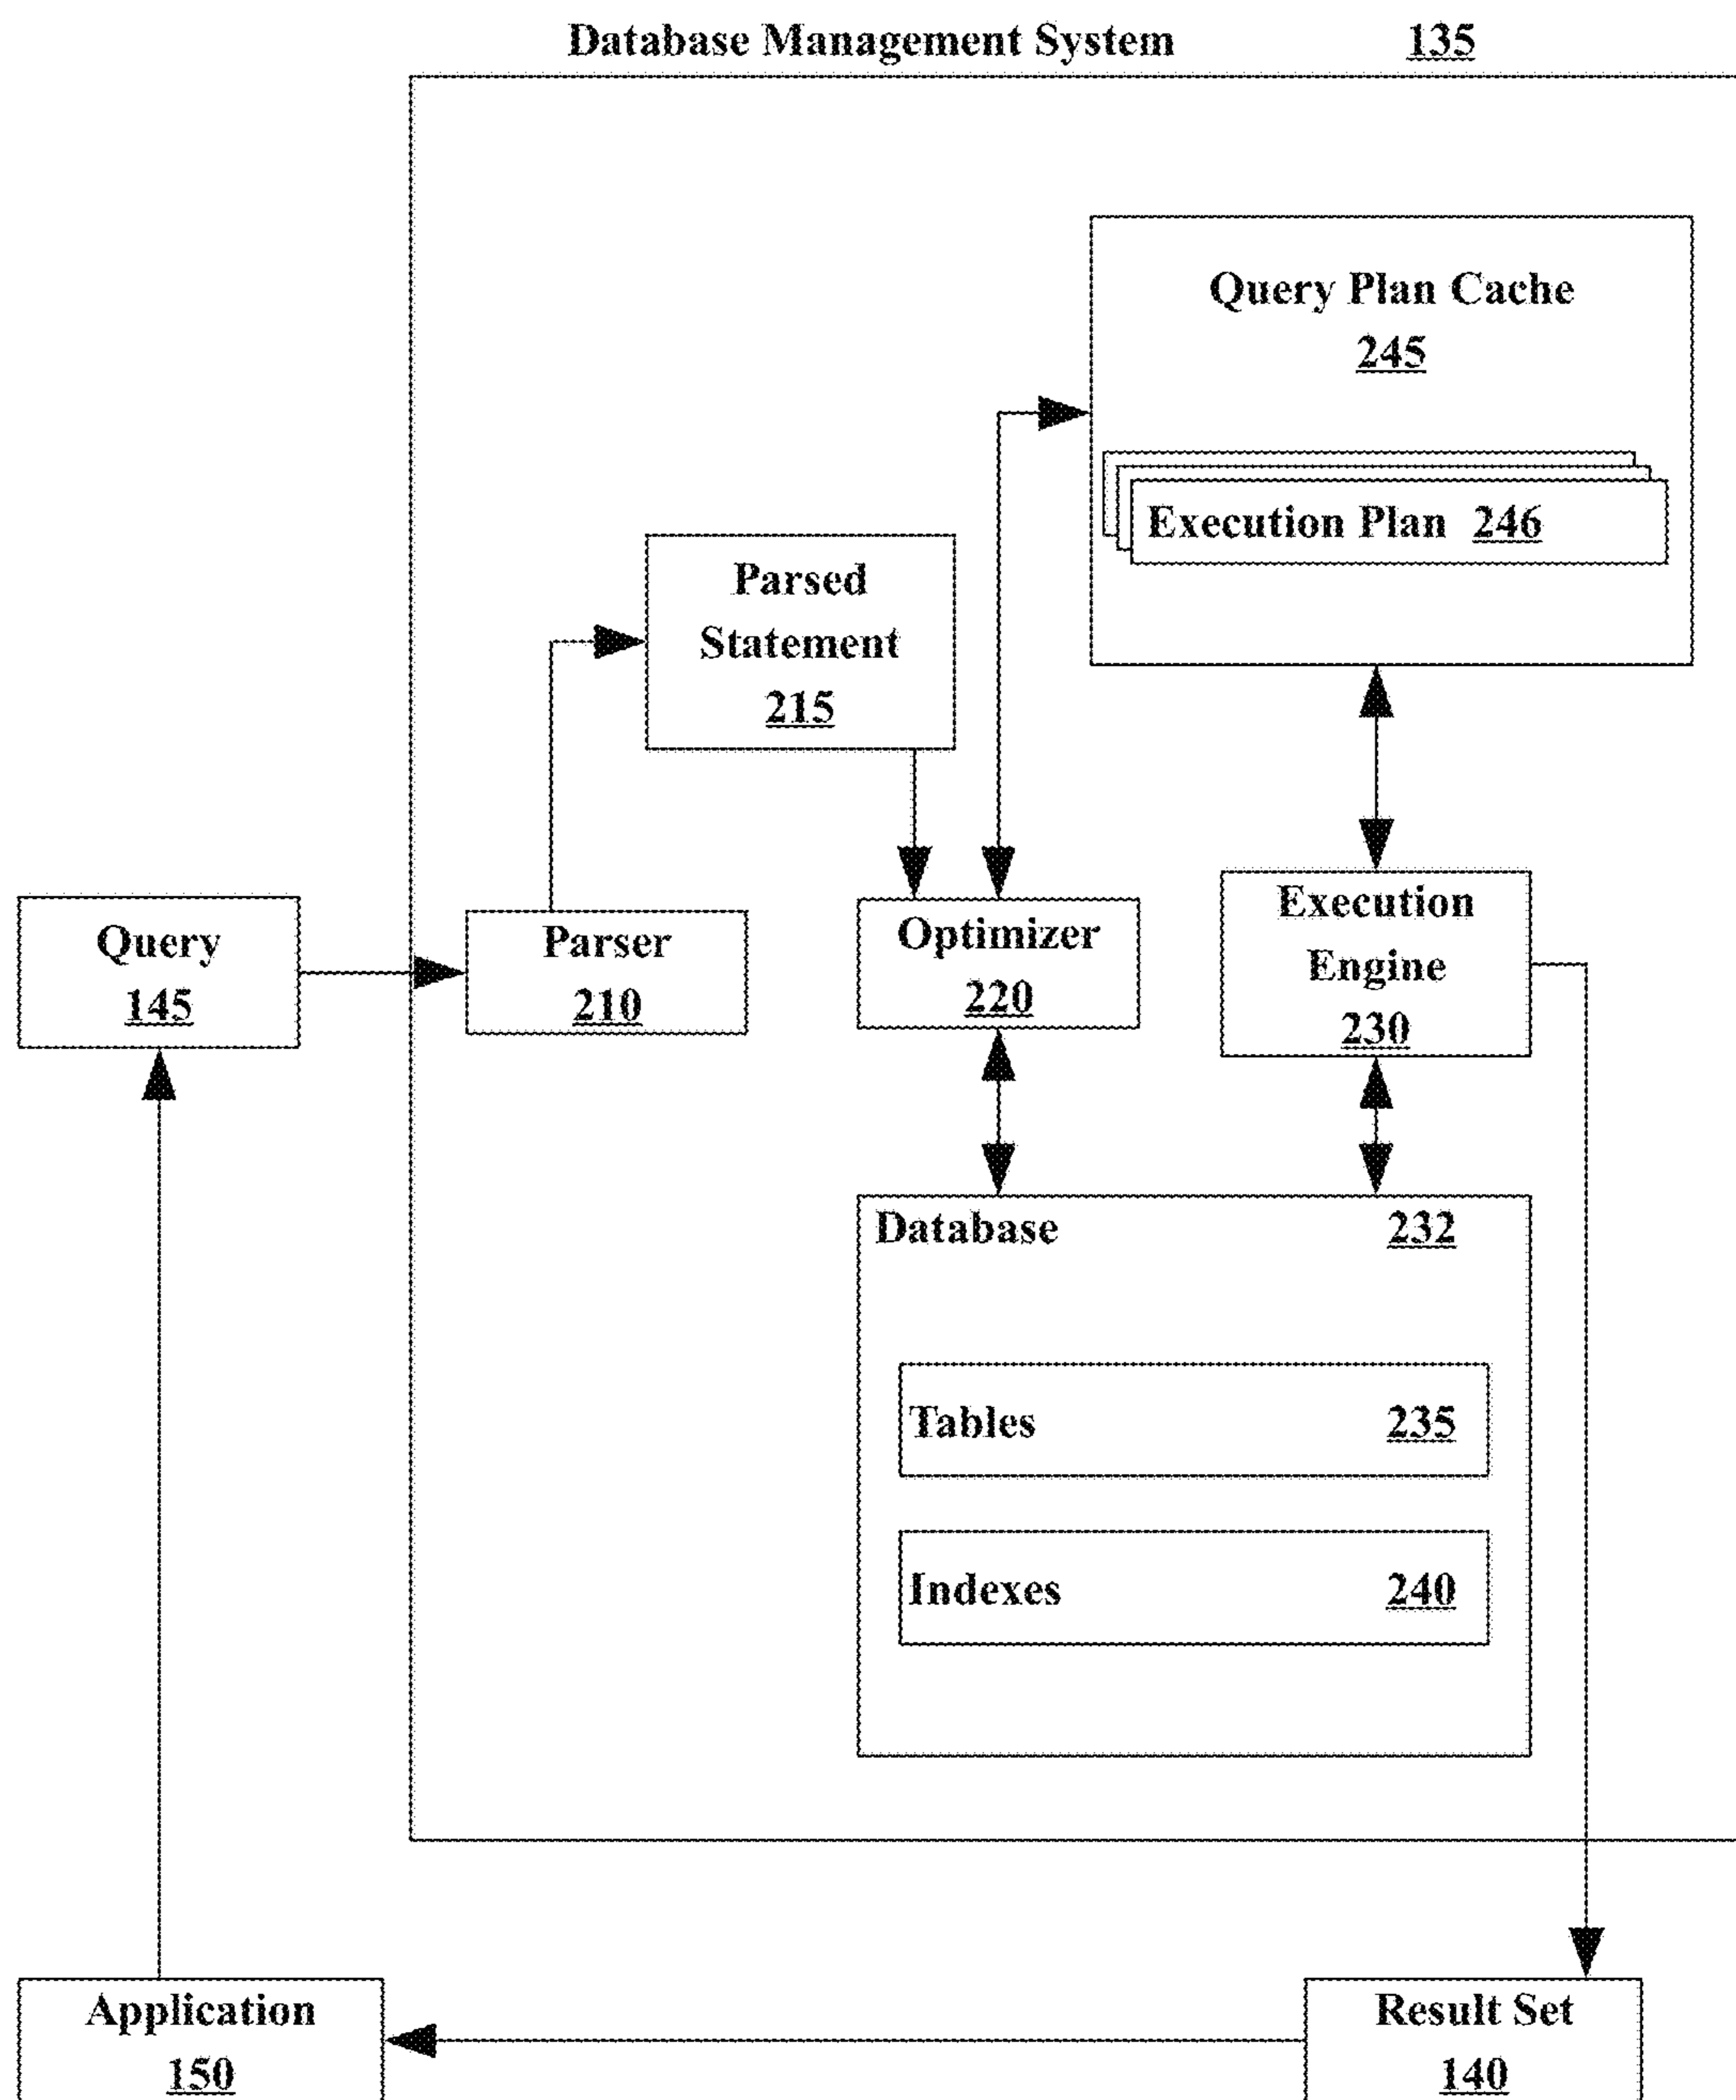 Database Management System 135
Query Plan Cache
245
Execution Plan 246
Parsed
Statement
215
Query
145
Parser
210
Optimizer
220
Execution
Engine
230
Database 232
Tables 235
Indexes 240
Application
150
Result Set
140